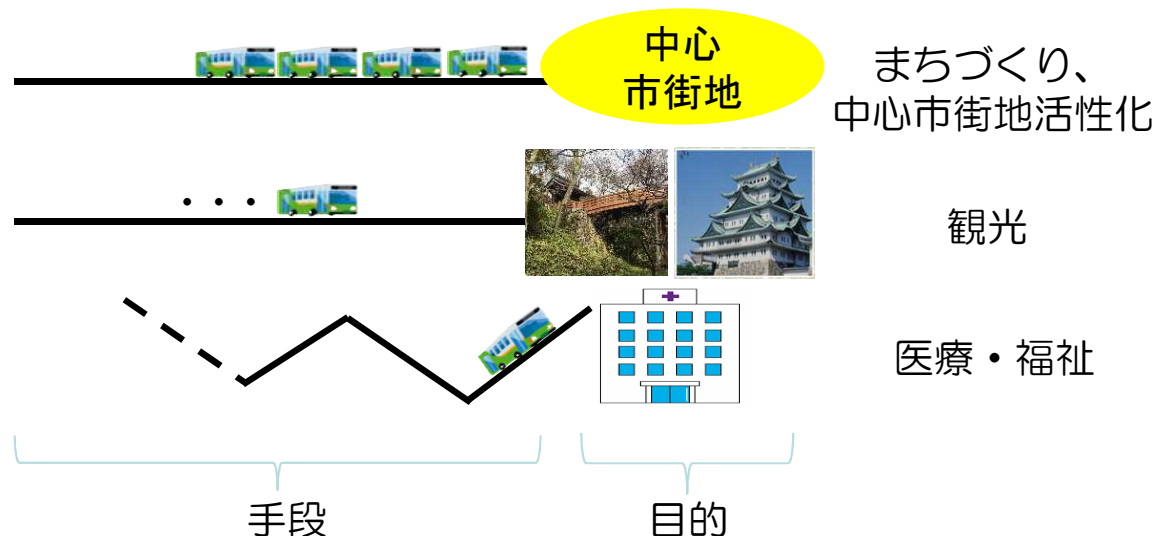 中心
市街地
まちづくり、
中心市街地活性化
・・・
観光
医療・福祉
手段
目的